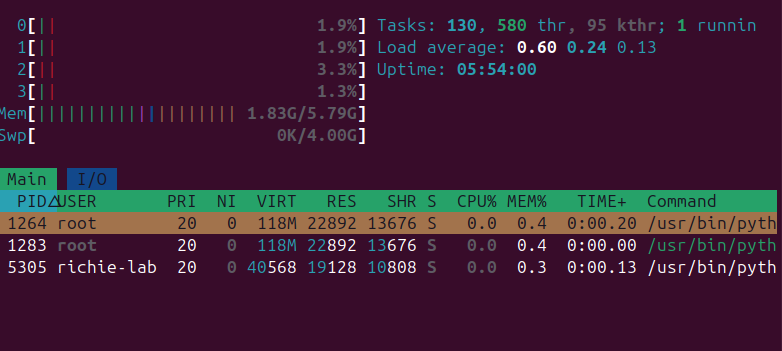 0[|| 1.9%] Tasks: 130, 580 thr, 95 kthr; 1 runnin
1[|| 1.9%] Load average: 0.60 0.24 0.13
2[|| 3.3%] Uptime: 05:54:00
3[|| 1.3%]
Mem[||||||||||||||||||| 1.83G/5.79G]
Swp[ 0K/4.00G]
Main I/O
PID△USER PRI NI VIRT RES SHR S CPU% MEM% TIME+ Command
1264 root 20 0 118M 22892 13676 S 0.0 0.4 0:00.20 /usr/bin/pyth
1283 root 20 0 118M 22892 13676 S 0.0 0.4 0:00.00 /usr/bin/pyth
5305 richie-lab 20 0 40568 19128 10808 S 0.0 0.3 0:00.13 /usr/bin/pyth